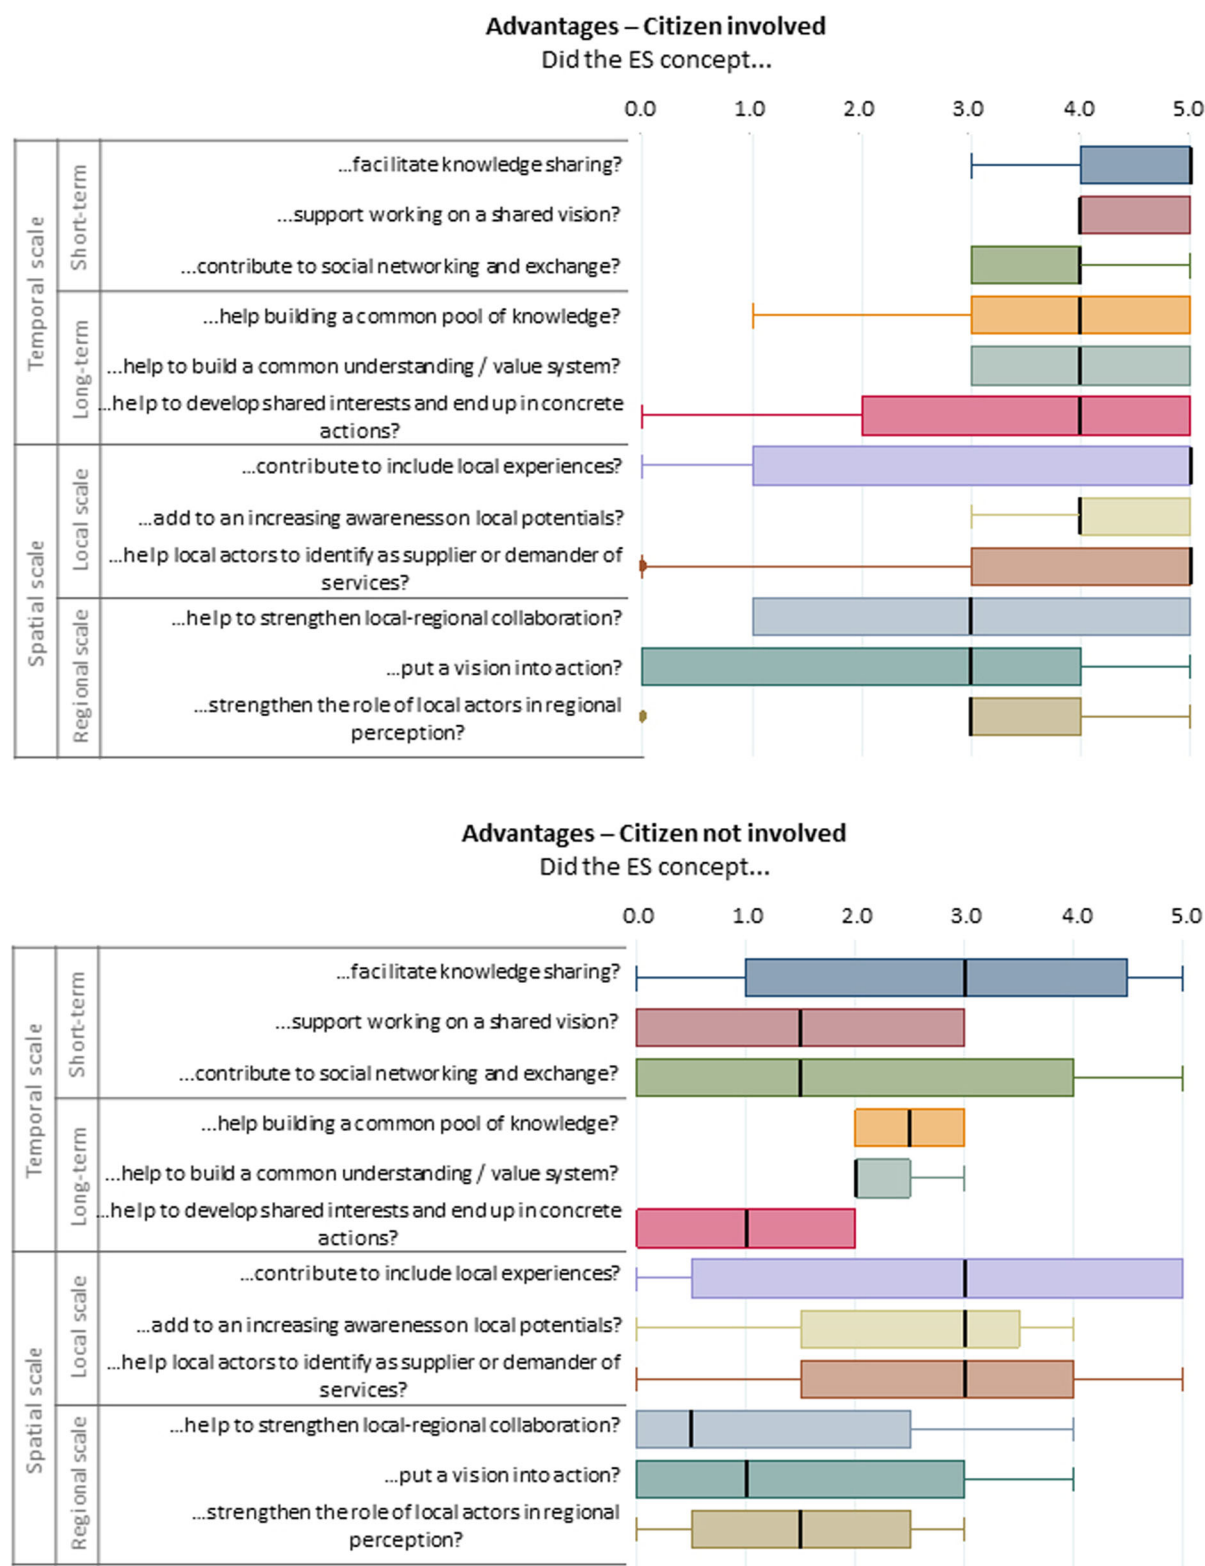 Advantages – Citizen involved
Did the ES concept...
0.0 1.0 2.0 3.0 4.0 5.0
Temporal scale
Short-term
...facilitate knowledge sharing?
...support working on a shared vision?
...contribute to social networking and exchange?
Long-term
...help building a common pool of knowledge?
...help to build a common understanding / value system?
...help to develop shared interests and end up in concrete
actions?
Spatial scale
Local scale
...contribute to include local experiences?
...add to an increasing awareness on local potentials?
...help local actors to identify as supplier or demander of
services?
Regional scale
...help to strengthen local-regional collaboration?
...put a vision into action?
...strengthen the role of local actors in regional
perception?
Advantages – Citizen not involved
Did the ES concept...
0.0 1.0 2.0 3.0 4.0 5.0
Temporal scale
Short-term
...facilitate knowledge sharing?
...support working on a shared vision?
...contribute to social networking and exchange?
Long-term
...help building a common pool of knowledge?
...help to build a common understanding / value system?
...help to develop shared interests and end up in concrete
actions?
Spatial scale
Local scale
...contribute to include local experiences?
...add to an increasing awareness on local potentials?
...help local actors to identify as supplier or demander of
services?
Regional scale
...help to strengthen local-regional collaboration?
...put a vision into action?
...strengthen the role of local actors in regional
perception?